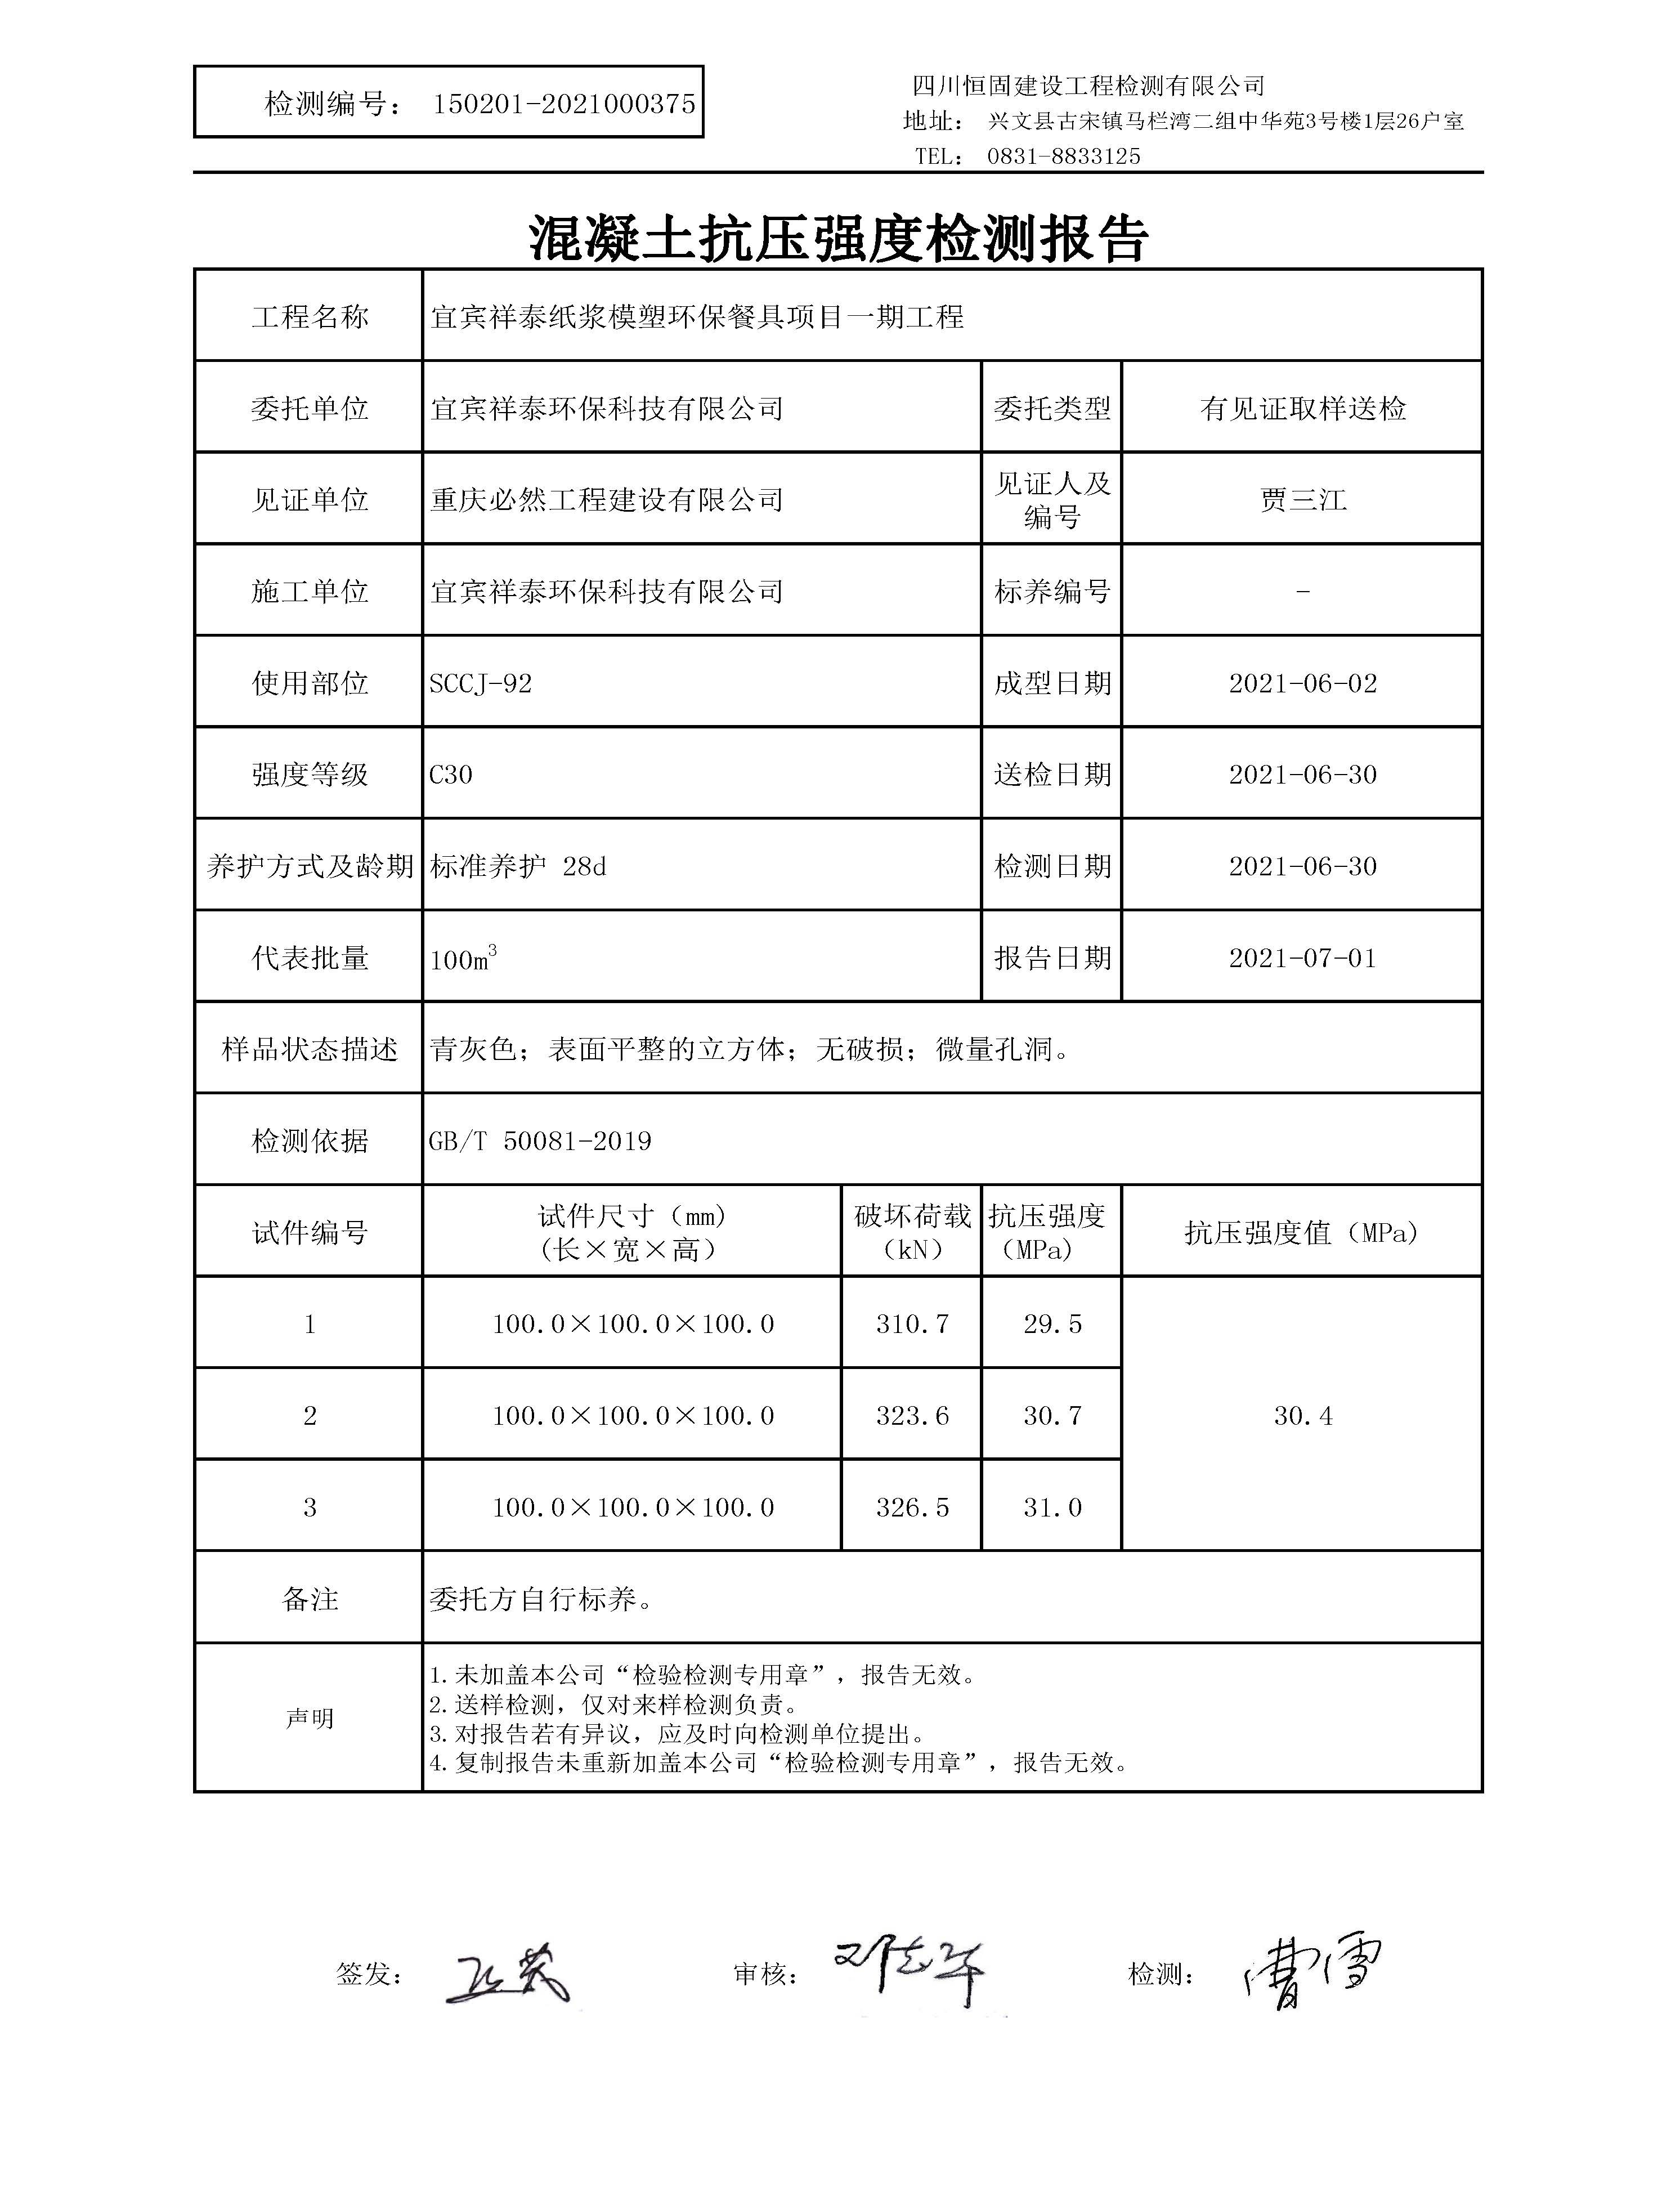 检测编号： 150201-2021000375
四川恒固建设工程检测有限公司
地址： 兴文县古宋镇马栏湾二组中华苑3号楼1层26户室
TEL： 0831-8833125
混凝土抗压强度检测报告
工程名称 宜宾祥泰纸浆模塑环保餐具项目一期工程
委托单位 宜宾祥泰环保科技有限公司 委托类型 有见证取样送检
见证单位 重庆必然工程建设有限公司 见证人及编号 贾三江
施工单位 宜宾祥泰环保科技有限公司 标养编号 -
使用部位 SCCJ-92 成型日期 2021-06-02
强度等级 C30 送检日期 2021-06-30
养护方式及龄期 标准养护 28d 检测日期 2021-06-30
代表批量 100m³ 报告日期 2021-07-01
样品状态描述 青灰色；表面平整的立方体；无破损；微量孔洞。
检测依据 GB/T 50081-2019
试件编号 试件尺寸（mm）(长×宽×高） 破坏荷载（kN） 抗压强度（MPa） 抗压强度值（MPa）
1 100.0×100.0×100.0 310.7 29.5
2 100.0×100.0×100.0 323.6 30.7 30.4
3 100.0×100.0×100.0 326.5 31.0
备注 委托方自行标养。
声明
1.未加盖本公司“检验检测专用章”，报告无效。
2.送样检测，仅对来样检测负责。
3.对报告若有异议，应及时向检测单位提出。
4.复制报告未重新加盖本公司“检验检测专用章”，报告无效。
签发： 审核： 检测： 曹雪